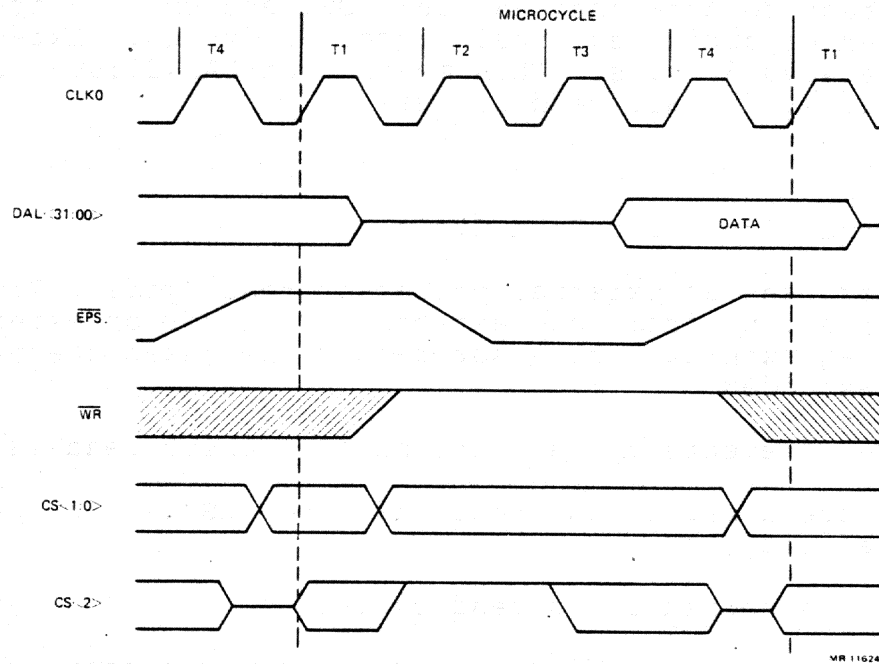 MICROCYCLE
T4 T1 T2 T3 T4 T1
CLK0
DAL<31:00>
DATA
EPS
WR
CS<1:0>
CS<2>
MR 11624